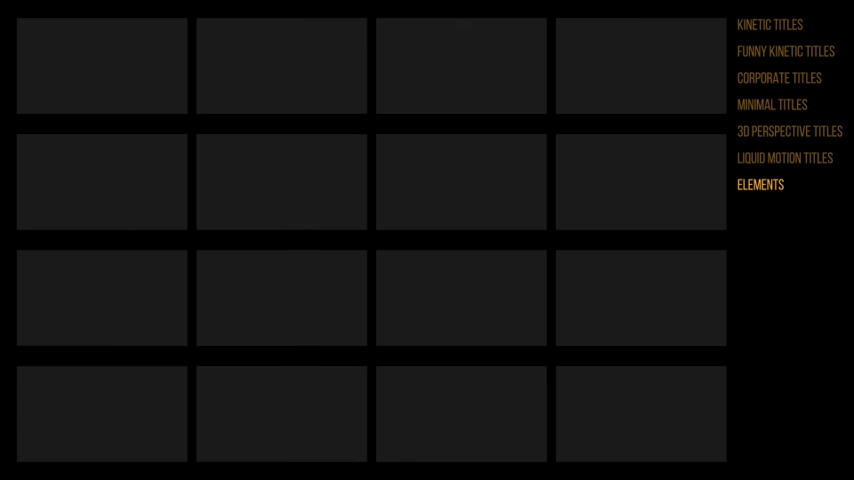 KINETIC TITLES
FUNNY KINETIC TITLES
CORPORATE TITLES
MINIMAL TITLES
3D PERSPECTIVE TITLES
LIQUID MOTION TITLES
ELEMENTS